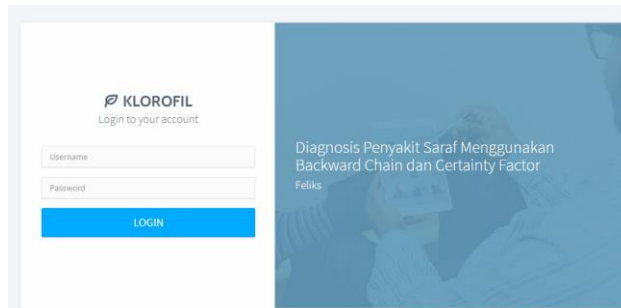 KLOROFIL
Login to your account
Username
Password
LOGIN
Diagnosis Penyakit Saraf Menggunakan
Backward Chain dan Certainty Factor
Feliks